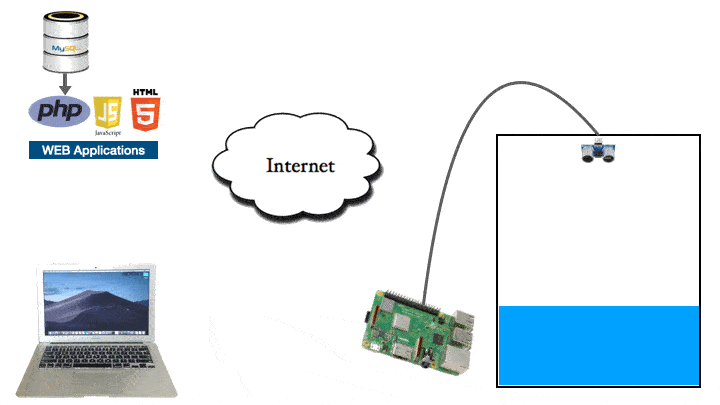 MySQL
php
JS
JavaScript
HTML
5
WEB Applications
Internet